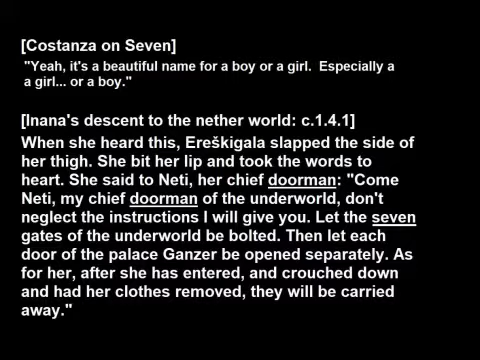 [Costanza on Seven]
"Yeah, it's a beautiful name for a boy or a girl.  Especially a
a girl... or a boy."
[Inana's descent to the nether world: c.1.4.1]
When she heard this, Ereškigala slapped the side of
her thigh. She bit her lip and took the words to
heart. She said to Neti, her chief doorman: "Come
Neti, my chief doorman of the underworld, don't
neglect the instructions I will give you. Let the seven
gates of the underworld be bolted. Then let each
door of the palace Ganzer be opened separately. As
for her, after she has entered, and crouched down
and had her clothes removed, they will be carried
away."